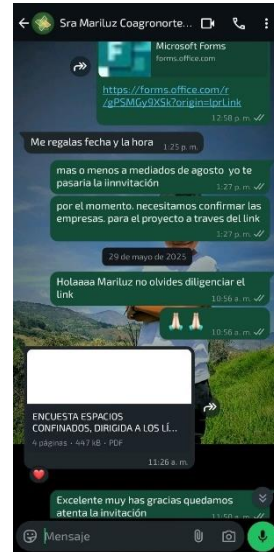 Sra Mariluz Coagronorte...
Microsoft Forms
forms.office.com
https://forms.office.com/r
/gPSMGy9X5k?origin=lprLink
12:58 p. m.
Me regalas fecha y la hora
1:25 p. m.
mas o menos a mediados de agosto yo te
pasaria la iinnvitación
1:27 p. m.
por el momento. necesitamos confirmar las
empresas. para el proyecto a traves del link
1:27 p. m.
29 de mayo de 2025
Holaaaa Mariluz no olvides diligenciar el
link
10:56 a. m.
🙏🏻 🙏🏻
10:56 a. m.
ENCUESTA ESPACIOS
CONFINADOS, DIRIGIDA A LOS LÍ...
4 páginas • 447 kB • PDF
11:26 a. m.
Excelente muy has gracias quedamos
atenta la invitación
11:50 a. m.
Mensaje